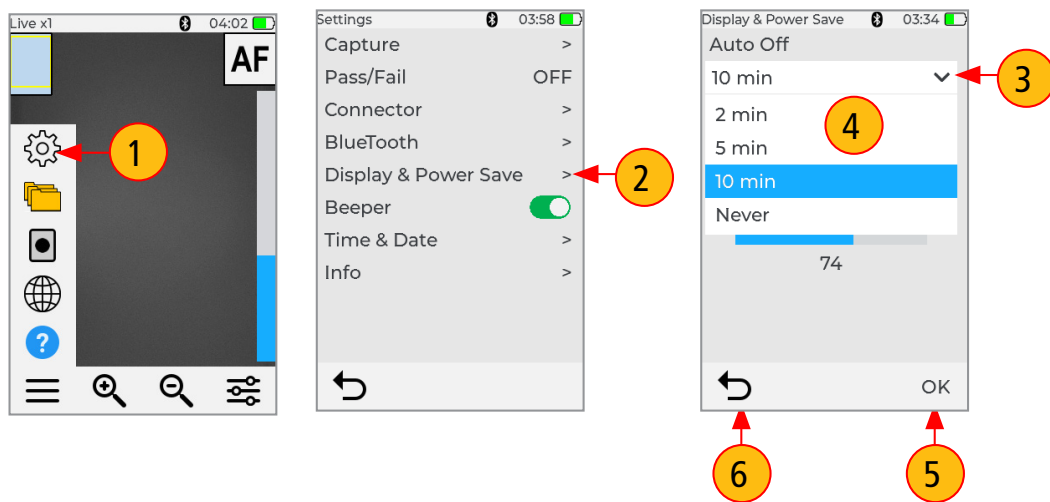 Live x1 04:02
AF
1
?
Settings 03:58
Capture >
Pass/Fail OFF
Connector >
BlueTooth >
Display & Power Save >
2
Beeper
Time & Date >
Info >
Display & Power Save 03:34
Auto Off
10 min
3
2 min
4
5 min
10 min
Never
74
OK
6
5